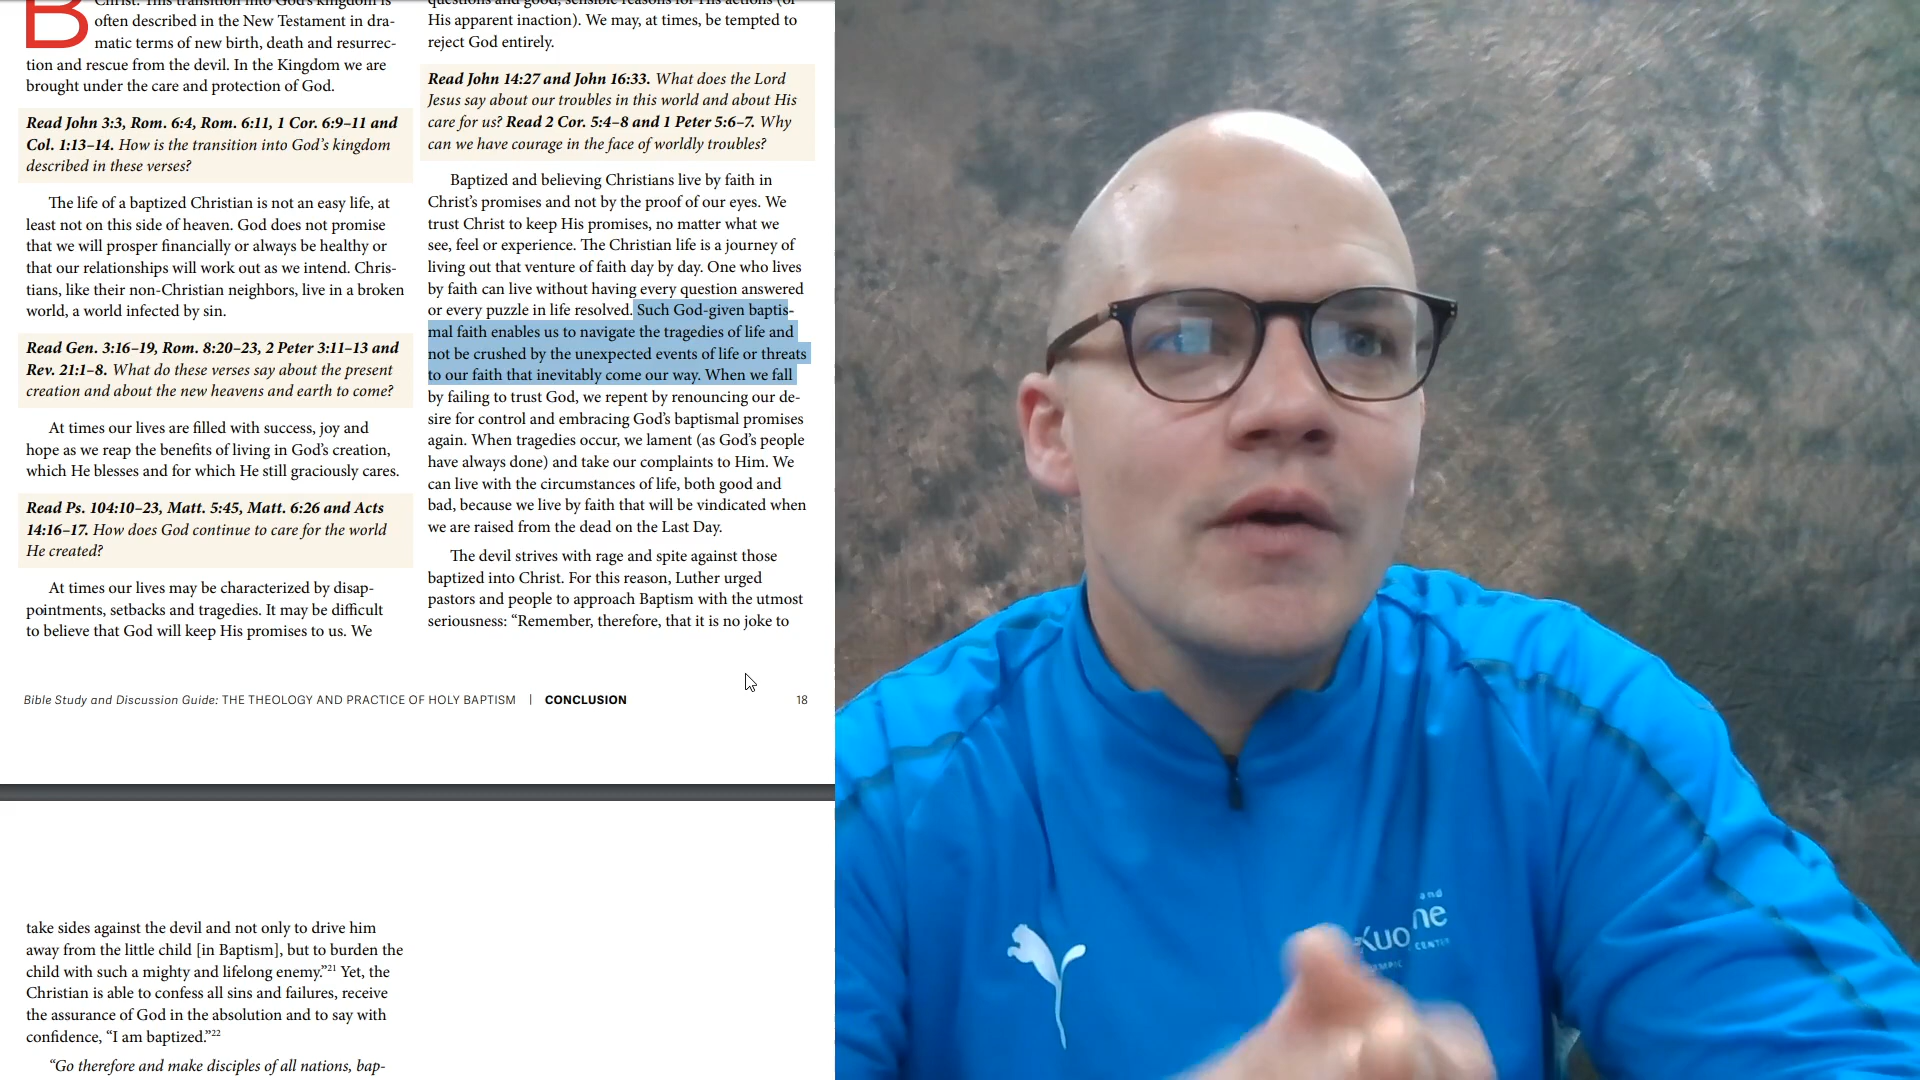 B
Christ. This transition into God's kingdom is
often described in the New Testament in dra-
matic terms of new birth, death and resurrec-
tion and rescue from the devil. In the Kingdom we are
brought under the care and protection of God.
Read John 3:3, Rom. 6:4, Rom. 6:11, 1 Cor. 6:9–11 and
Col. 1:13–14. How is the transition into God's kingdom
described in these verses?
The life of a baptized Christian is not an easy life, at
least not on this side of heaven. God does not promise
that we will prosper financially or always be healthy or
that our relationships will work out as we intend. Chris-
tians, like their non-Christian neighbors, live in a broken
world, a world infected by sin.
Read Gen. 3:16–19, Rom. 8:20–23, 2 Peter 3:11–13 and
Rev. 21:1–8. What do these verses say about the present
creation and about the new heavens and earth to come?
At times our lives are filled with success, joy and
hope as we reap the benefits of living in God's creation,
which He blesses and for which He still graciously cares.
Read Ps. 104:10–23, Matt. 5:45, Matt. 6:26 and Acts
14:16–17. How does God continue to care for the world
He created?
At times our lives may be characterized by disap-
pointments, setbacks and tragedies. It may be difficult
to believe that God will keep His promises to us. We
questions and good, sensible reasons for His actions (or
His apparent inaction). We may, at times, be tempted to
reject God entirely.
Read John 14:27 and John 16:33. What does the Lord
Jesus say about our troubles in this world and about His
care for us? Read 2 Cor. 5:4–8 and 1 Peter 5:6–7. Why
can we have courage in the face of worldly troubles?
Baptized and believing Christians live by faith in
Christ's promises and not by the proof of our eyes. We
trust Christ to keep His promises, no matter what we
see, feel or experience. The Christian life is a journey of
living out that venture of faith day by day. One who lives
by faith can live without having every question answered
or every puzzle in life resolved. Such God-given baptis-
mal faith enables us to navigate the tragedies of life and
not be crushed by the unexpected events of life or threats
to our faith that inevitably come our way. When we fall
by failing to trust God, we repent by renouncing our de-
sire for control and embracing God's baptismal promises
again. When tragedies occur, we lament (as God's people
have always done) and take our complaints to Him. We
can live with the circumstances of life, both good and
bad, because we live by faith that will be vindicated when
we are raised from the dead on the Last Day.
The devil strives with rage and spite against those
baptized into Christ. For this reason, Luther urged
pastors and people to approach Baptism with the utmost
seriousness: “Remember, therefore, that it is no joke to
Bible Study and Discussion Guide: THE THEOLOGY AND PRACTICE OF HOLY BAPTISM | CONCLUSION 18
take sides against the devil and not only to drive him
away from the little child [in Baptism], but to burden the
child with such a mighty and lifelong enemy.”21 Yet, the
Christian is able to confess all sins and failures, receive
the assurance of God in the absolution and to say with
confidence, “I am baptized.”22
“Go therefore and make disciples of all nations, bap-